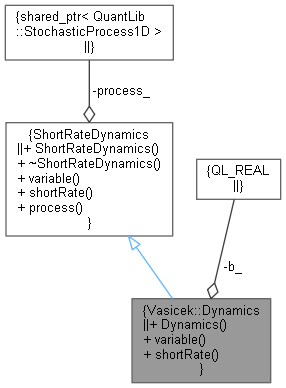 {shared_ptr< QuantLib
::StochasticProcess1D >
||}
-process_
{ShortRateDynamics
||+ ShortRateDynamics()
+ ~ShortRateDynamics()
+ variable()
+ shortRate()
+ process()
}
{QL_REAL
||}
-b_
{Vasicek::Dynamics
||+ Dynamics()
+ variable()
+ shortRate()
}